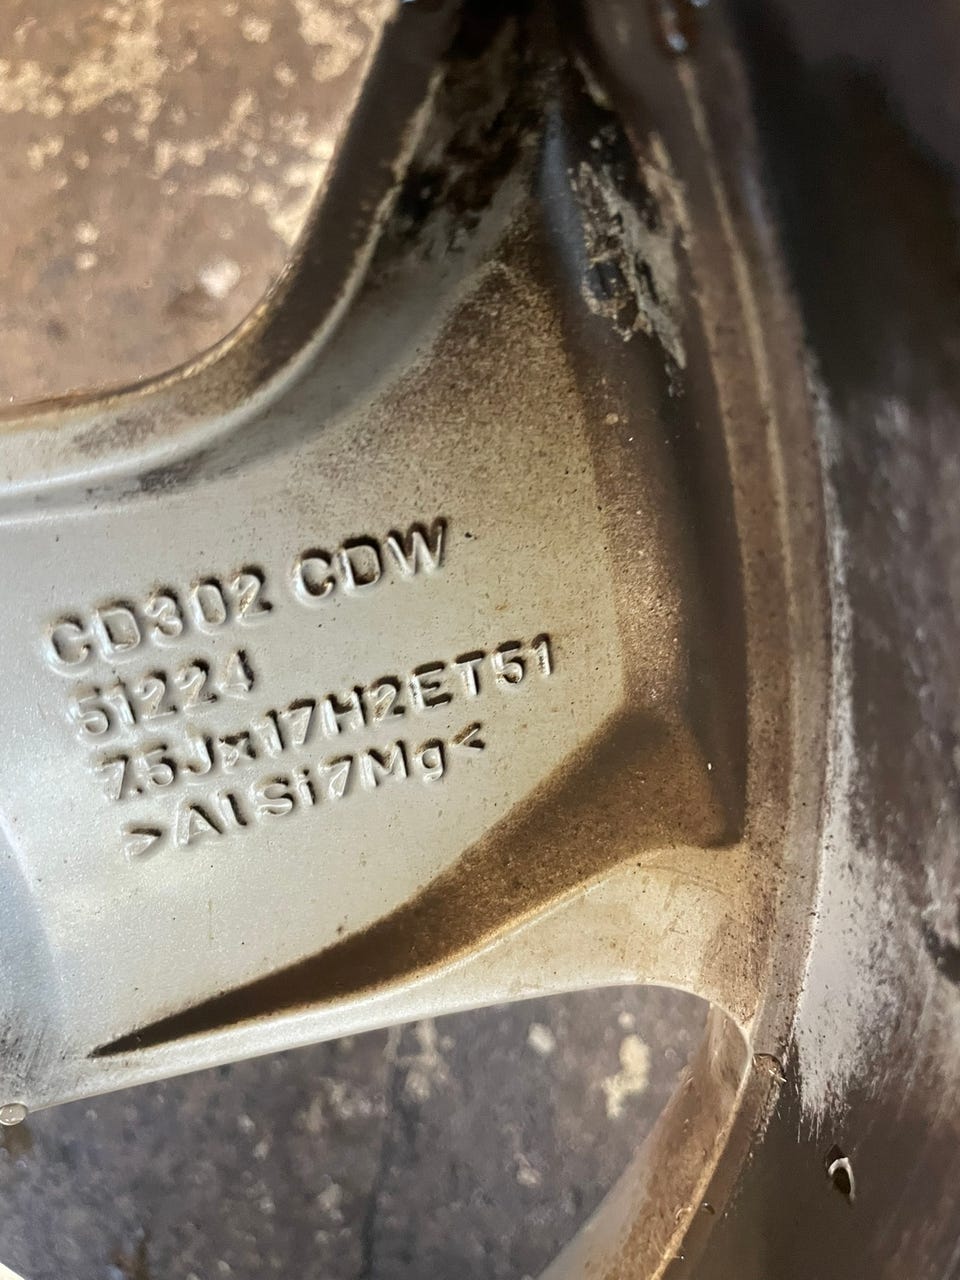 CD302 CDW
51224
7.5Jx17H2ET51
>AlSi7Mg<